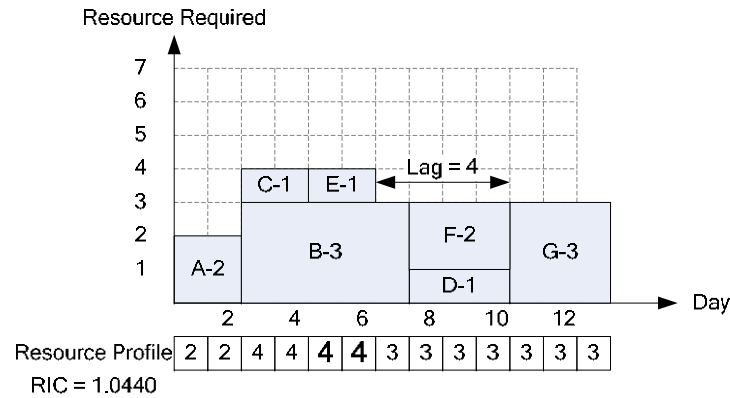 Resource Required
7
6
5
4
3
2
1
C-1
E-1
Lag = 4
A-2
B-3
F-2
D-1
G-3
2 4 6 8 10 12
Day
Resource Profile 2 2 4 4 4 4 3 3 3 3 3 3 3
RIC = 1.0440